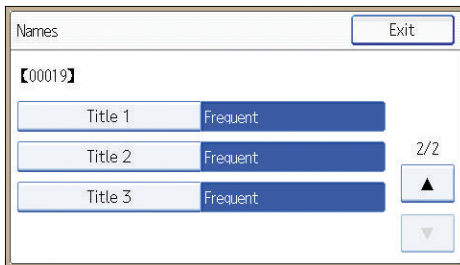 Names Exit
【00019】
Title 1 Frequent
Title 2 Frequent
2/2
Title 3 Frequent
▲
▼